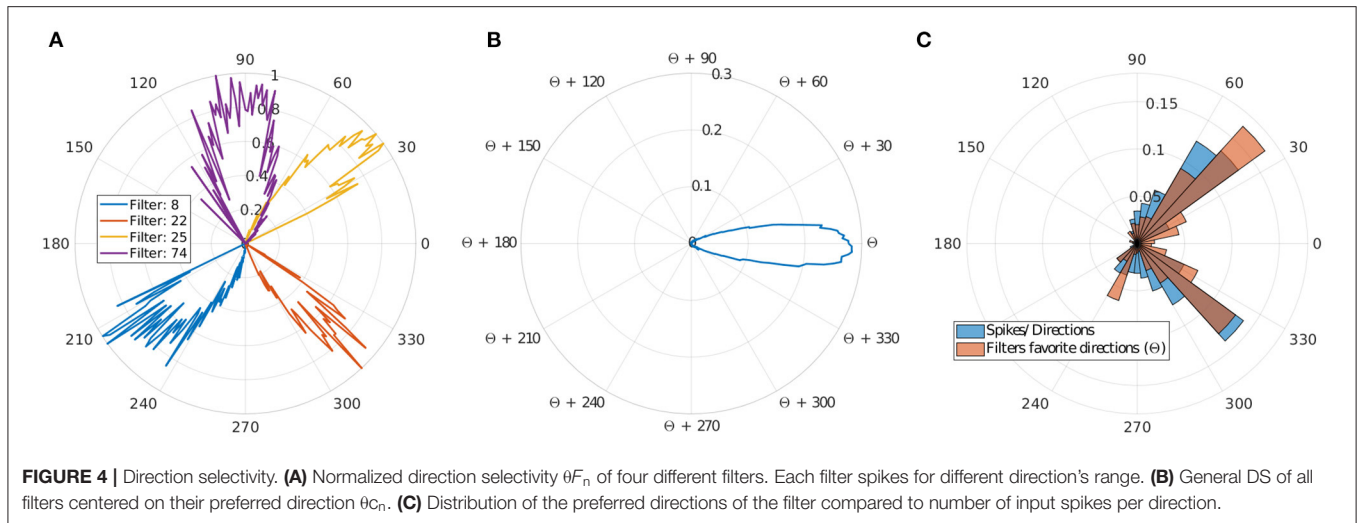 A
90
120
60
1
0.8
0.6
150
30
0.4
0.2
Filter: 8
Filter: 22
Filter: 25
Filter: 74
180
0
210
330
240
300
270
B
Θ + 90
0.3
Θ + 120
Θ + 60
0.2
Θ + 150
Θ + 30
0.1
Θ + 180
0
Θ
Θ + 210
Θ + 330
Θ + 240
Θ + 300
Θ + 270
C
90
120
60
0.15
0.1
150
30
0.05
180
0
Spikes/ Directions
Filters favorite directions (Θ)
210
330
240
300
270
FIGURE 4 | Direction selectivity. (A) Normalized direction selectivity θFn of four different filters. Each filter spikes for different direction's range. (B) General DS of all
filters centered on their preferred direction θcn. (C) Distribution of the preferred directions of the filter compared to number of input spikes per direction.